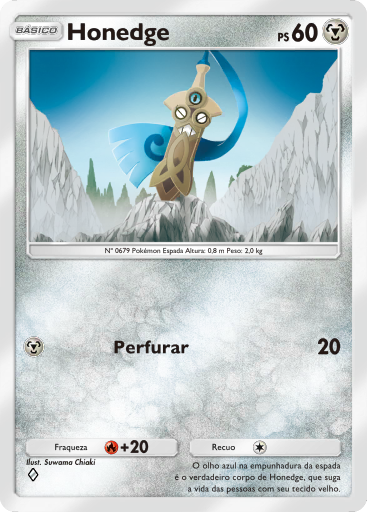 BÁSICO Honedge PS 60
Nº 0679 Pokémon Espada Altura: 0,8 m Peso: 2,0 kg
Perfurar 20
Fraqueza +20 Recuo
Ilust. Suwama Chiaki
O olho azul na empunhadura da espada
é o verdadeiro corpo de Honedge, que suga
a vida das pessoas com seu tecido velho.